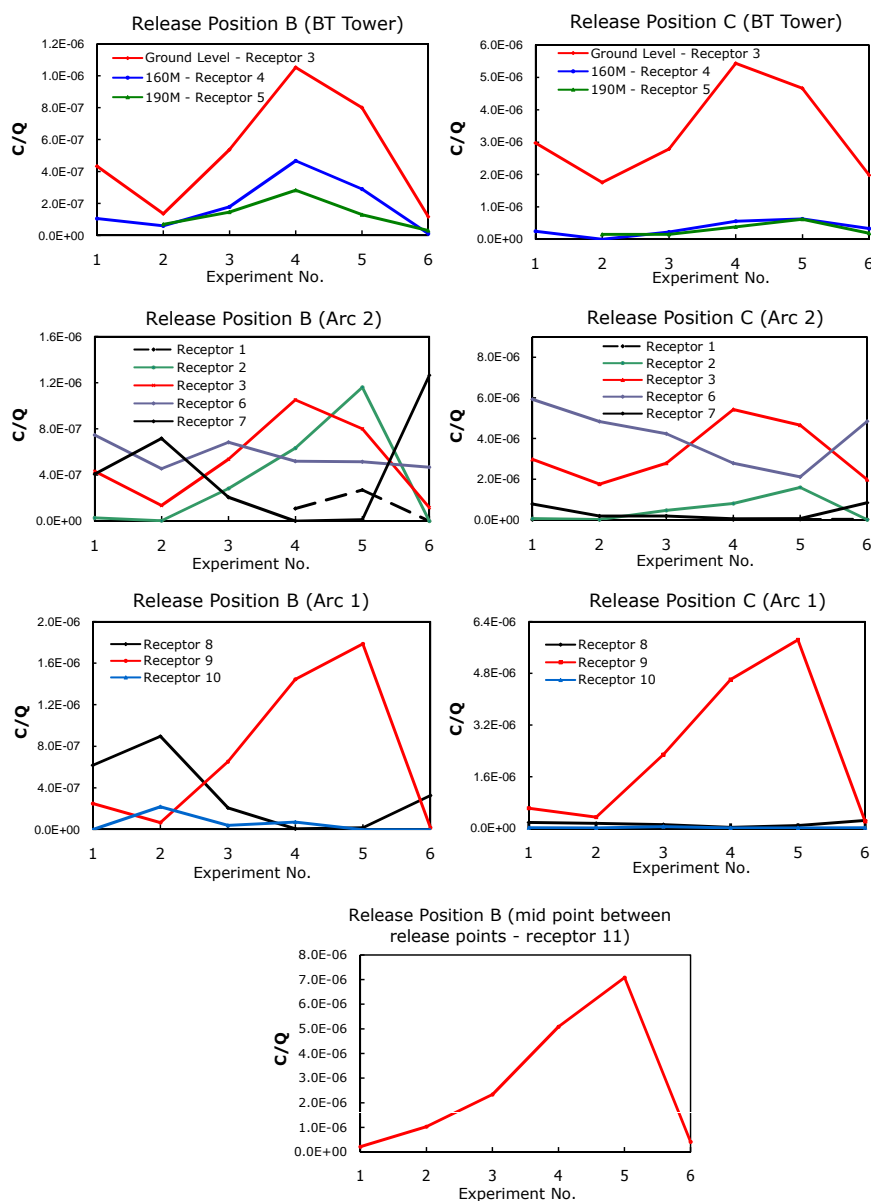 Release Position B (BT Tower)
1.2E-06
1.0E-06
8.0E-07
6.0E-07
4.0E-07
2.0E-07
0.0E+00
C/Q
Ground Level - Receptor 3
160M - Receptor 4
190M - Receptor 5
1 2 3 4 5 6
Experiment No.
Release Position C (BT Tower)
6.0E-06
5.0E-06
4.0E-06
3.0E-06
2.0E-06
1.0E-06
0.0E+00
C/Q
Ground Level - Receptor 3
160M - Receptor 4
190M - Receptor 5
1 2 3 4 5 6
Experiment No.
Release Position B (Arc 2)
1.6E-06
1.2E-06
8.0E-07
4.0E-07
0.0E+00
C/Q
Receptor 1
Receptor 2
Receptor 3
Receptor 6
Receptor 7
1 2 3 4 5 6
Experiment No.
Release Position C (Arc 2)
8.0E-06
6.0E-06
4.0E-06
2.0E-06
0.0E+00
C/Q
Receptor 1
Receptor 2
Receptor 3
Receptor 6
Receptor 7
1 2 3 4 5 6
Experiment No.
Release Position B (Arc 1)
2.0E-06
1.6E-06
1.2E-06
8.0E-07
4.0E-07
0.0E+00
C/Q
Receptor 8
Receptor 9
Receptor 10
1 2 3 4 5 6
Experiment No.
Release Position C (Arc 1)
6.4E-06
4.8E-06
3.2E-06
1.6E-06
0.0E+00
C/Q
Receptor 8
Receptor 9
Receptor 10
1 2 3 4 5 6
Experiment No.
Release Position B (mid point between
release points - receptor 11)
8.0E-06
7.0E-06
6.0E-06
5.0E-06
4.0E-06
3.0E-06
2.0E-06
1.0E-06
0.0E+00
C/Q
1 2 3 4 5 6
Experiment No.